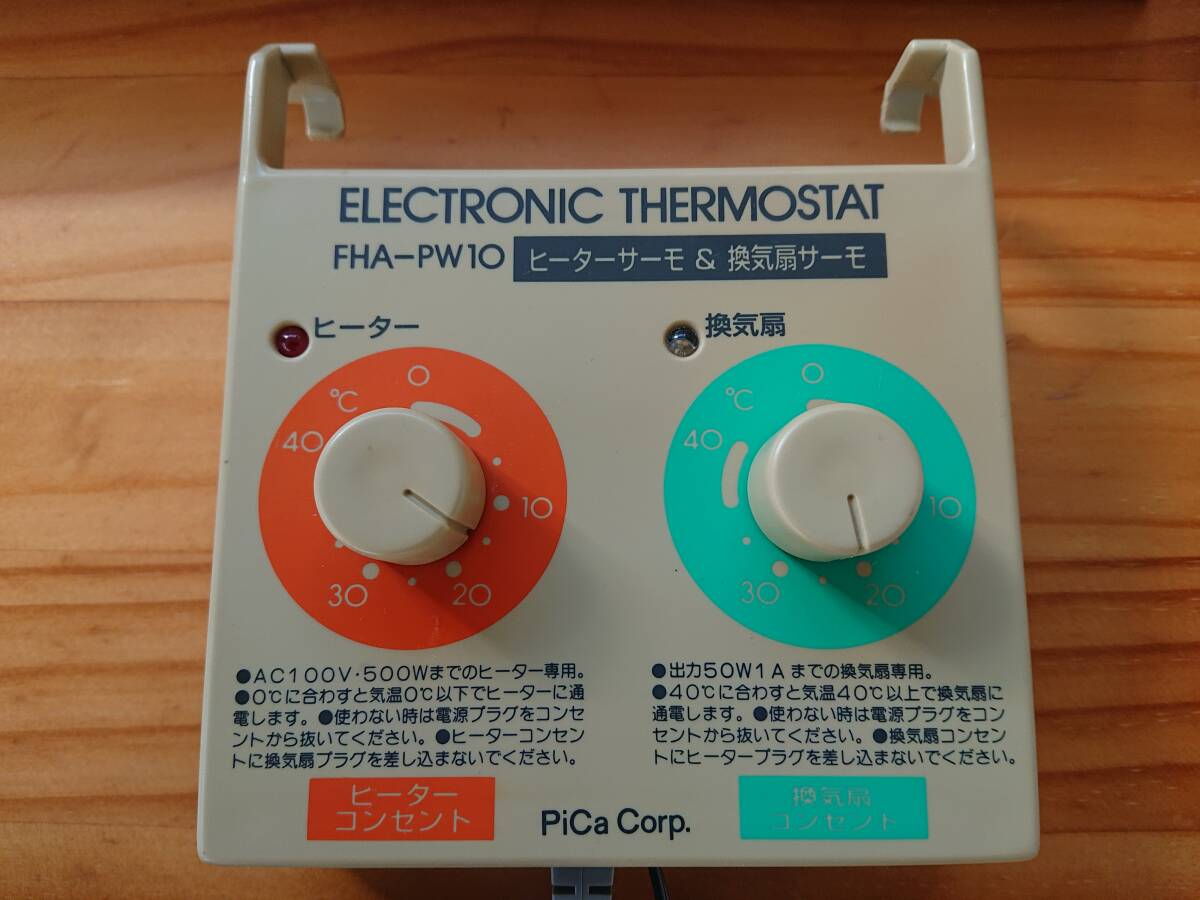 ELECTRONIC THERMOSTAT
FHA-PW10 ヒーターサーモ & 換気扇サーモ
ヒーター
0
℃
40
10
30
20
●AC100V・500Wまでのヒーター専用。
●0℃に合わすと気温0℃以下でヒーターに通
電します。●使わない時は電源プラグをコンセ
ントから抜いてください。●ヒーターコンセン
トに換気扇プラグを差し込まないでください。
ヒーター
コンセント
換気扇
0
℃
40
10
30
20
●出力50W1Aまでの換気扇専用。
●40℃に合わすと気温40℃以上で換気扇に
通電します。●使わない時は電源プラグをコン
セントから抜いてください。●換気扇コンセン
トにヒータープラグを差し込まないでください。
換気扇
コンセント
PiCa Corp.